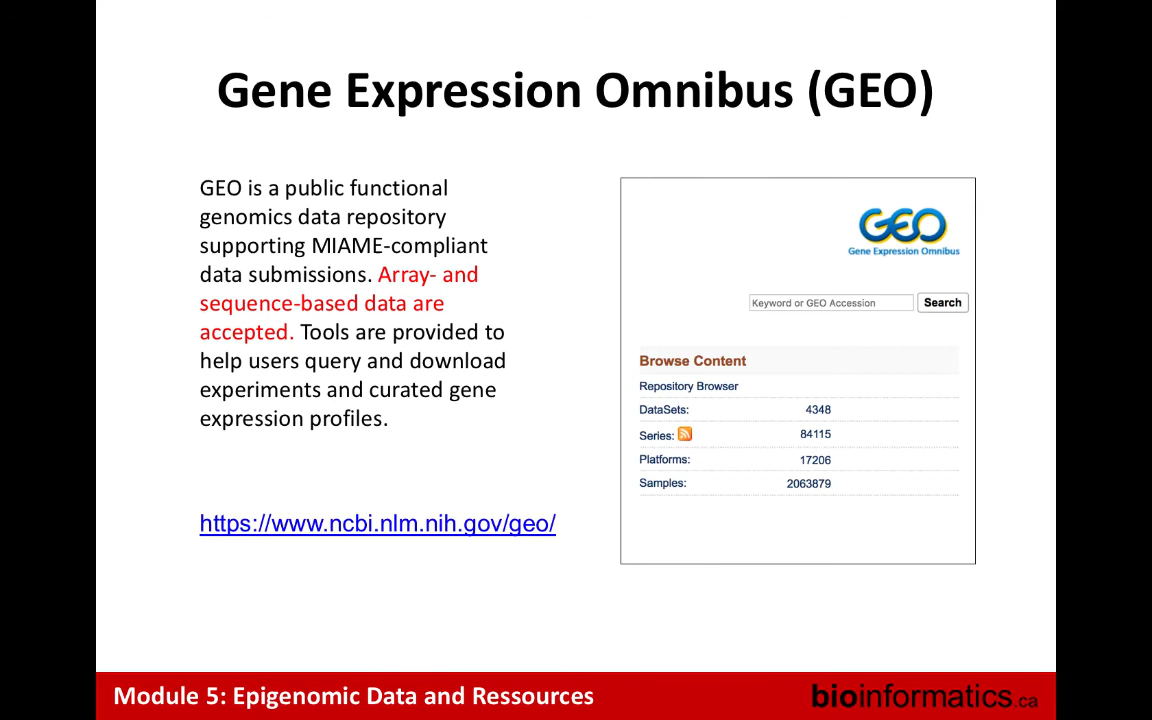 Gene Expression Omnibus (GEO)
GEO is a public functional
genomics data repository
supporting MIAME-compliant
data submissions. Array- and
sequence-based data are
accepted. Tools are provided to
help users query and download
experiments and curated gene
expression profiles.
https://www.ncbi.nlm.nih.gov/geo/
GEO
Gene Expression Omnibus
Keyword or GEO Accession Search
Browse Content
Repository Browser
DataSets: 4348
Series: 84115
Platforms: 17206
Samples: 2063879
Module 5: Epigenomic Data and Ressources
bioinformatics.ca